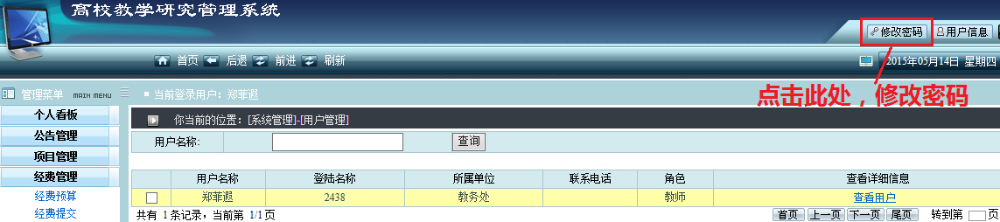 高校教学研究管理系统
修改密码 用户信息
首页 后退 前进 刷新
2015年05月14日 星期四
管理菜单 MAIN MENU
当前登录用户：郑菲遐
点击此处，修改密码
个人看板
公告管理
项目管理
经费管理
经费预算
经费提交
你当前的位置：[系统管理]-[用户管理]
用户名称: 查询
用户名称 登陆名称 所属单位 联系电话 角色 查看详细信息
郑菲遐 2438 教务处 教师 查看用户
共有 1条记录，当前第 1/1页 首页 上一页 下一页 尾页 转到第 页